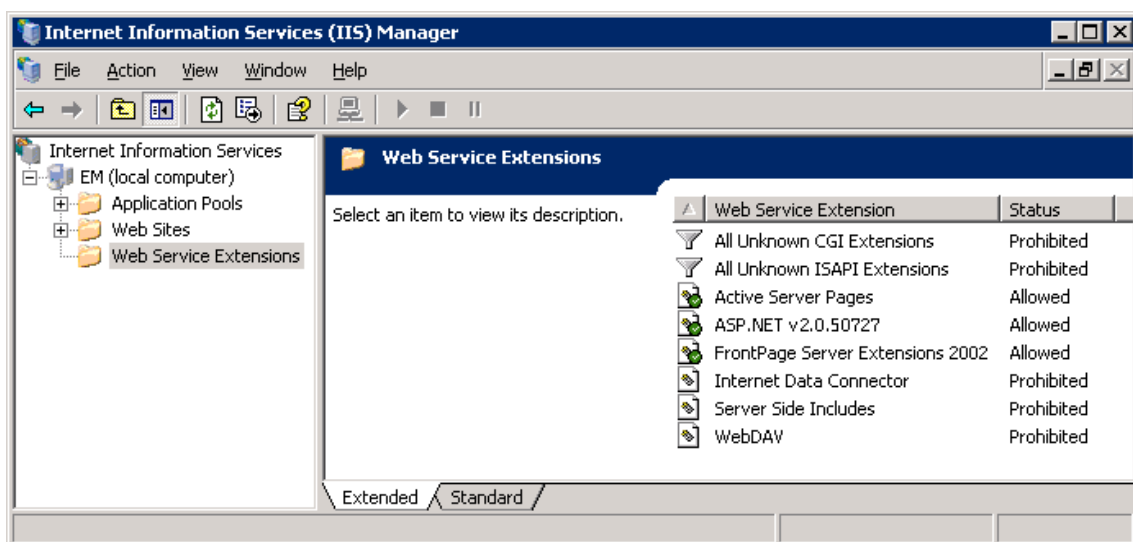 Internet Information Services (IIS) Manager
File Action View Window Help
Internet Information Services
EM (local computer)
Application Pools
Web Sites
Web Service Extensions
Web Service Extensions
Select an item to view its description.
Web Service Extension Status
All Unknown CGI Extensions Prohibited
All Unknown ISAPI Extensions Prohibited
Active Server Pages Allowed
ASP.NET v2.0.50727 Allowed
FrontPage Server Extensions 2002 Allowed
Internet Data Connector Prohibited
Server Side Includes Prohibited
WebDAV Prohibited
Extended Standard